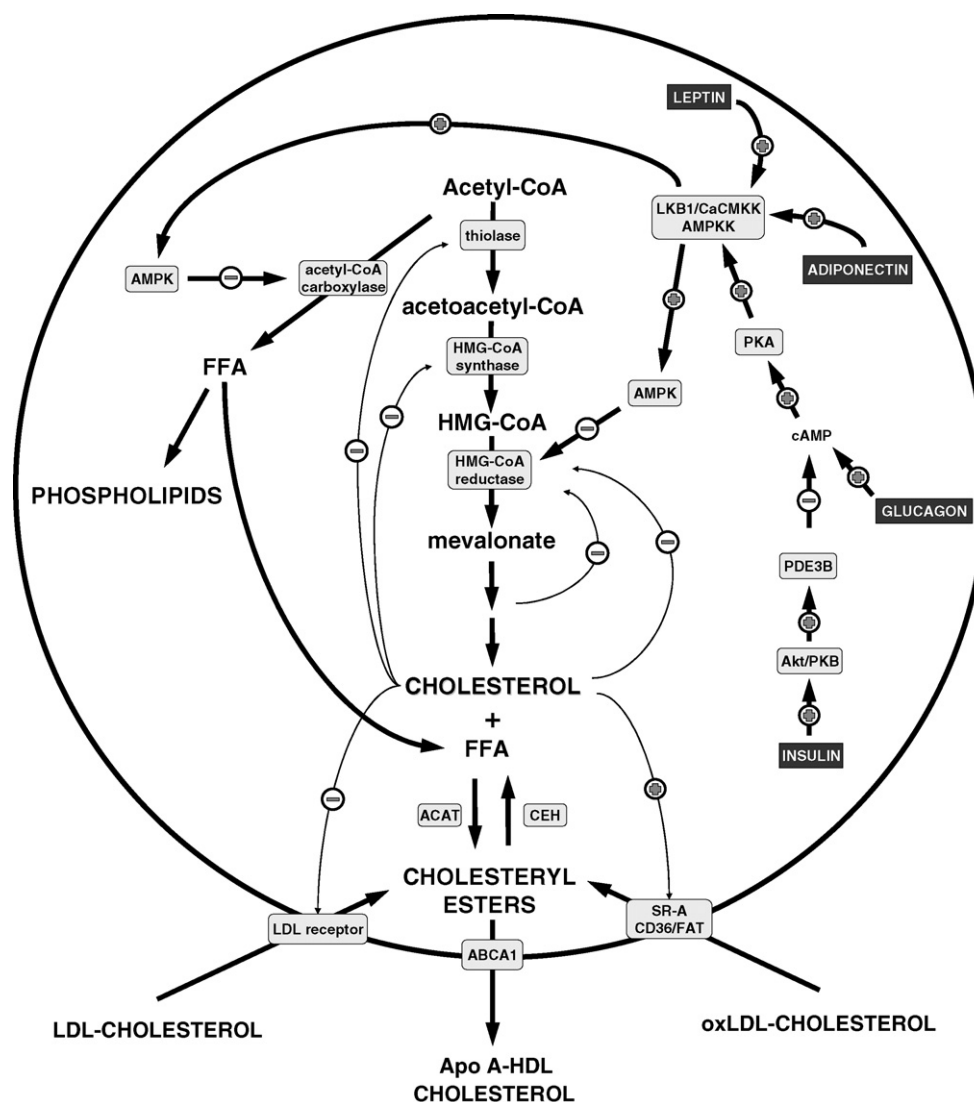 LEPTIN
Acetyl-CoA
LKB1/CaCMKK
AMPKK
thiolase
ADIPONECTIN
AMPK
acetyl-CoA
carboxylase
acetoacetyl-CoA
PKA
HMG-CoA
synthase
FFA
AMPK
HMG-CoA
cAMP
HMG-CoA
reductase
PHOSPHOLIPIDS
GLUCAGON
mevalonate
PDE3B
Akt/PKB
CHOLESTEROL
+
FFA
INSULIN
ACAT
CEH
CHOLESTERYL
ESTERS
LDL receptor
SR-A
CD36/FAT
ABCA1
LDL-CHOLESTEROL
oxLDL-CHOLESTEROL
Apo A-HDL
CHOLESTEROL